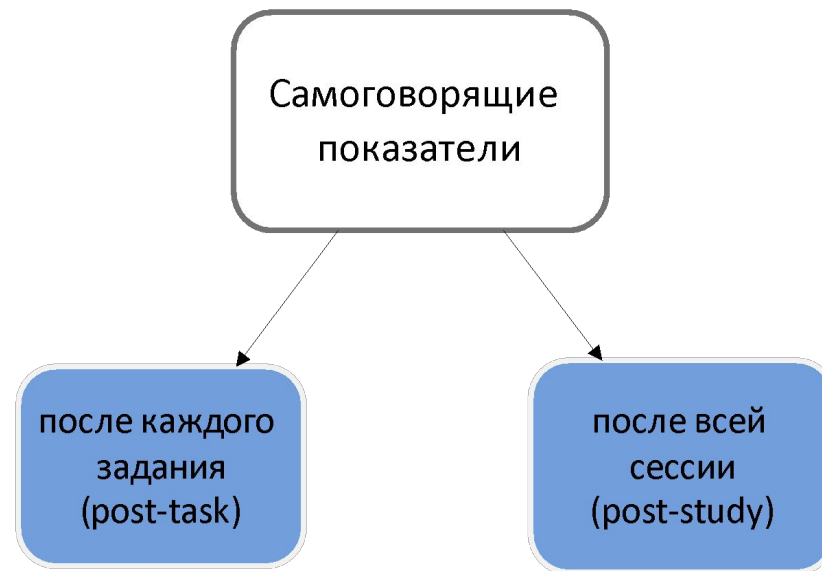 Самоговорящие
показатели
после каждого
задания
(post-task)
после всей
сессии
(post-study)